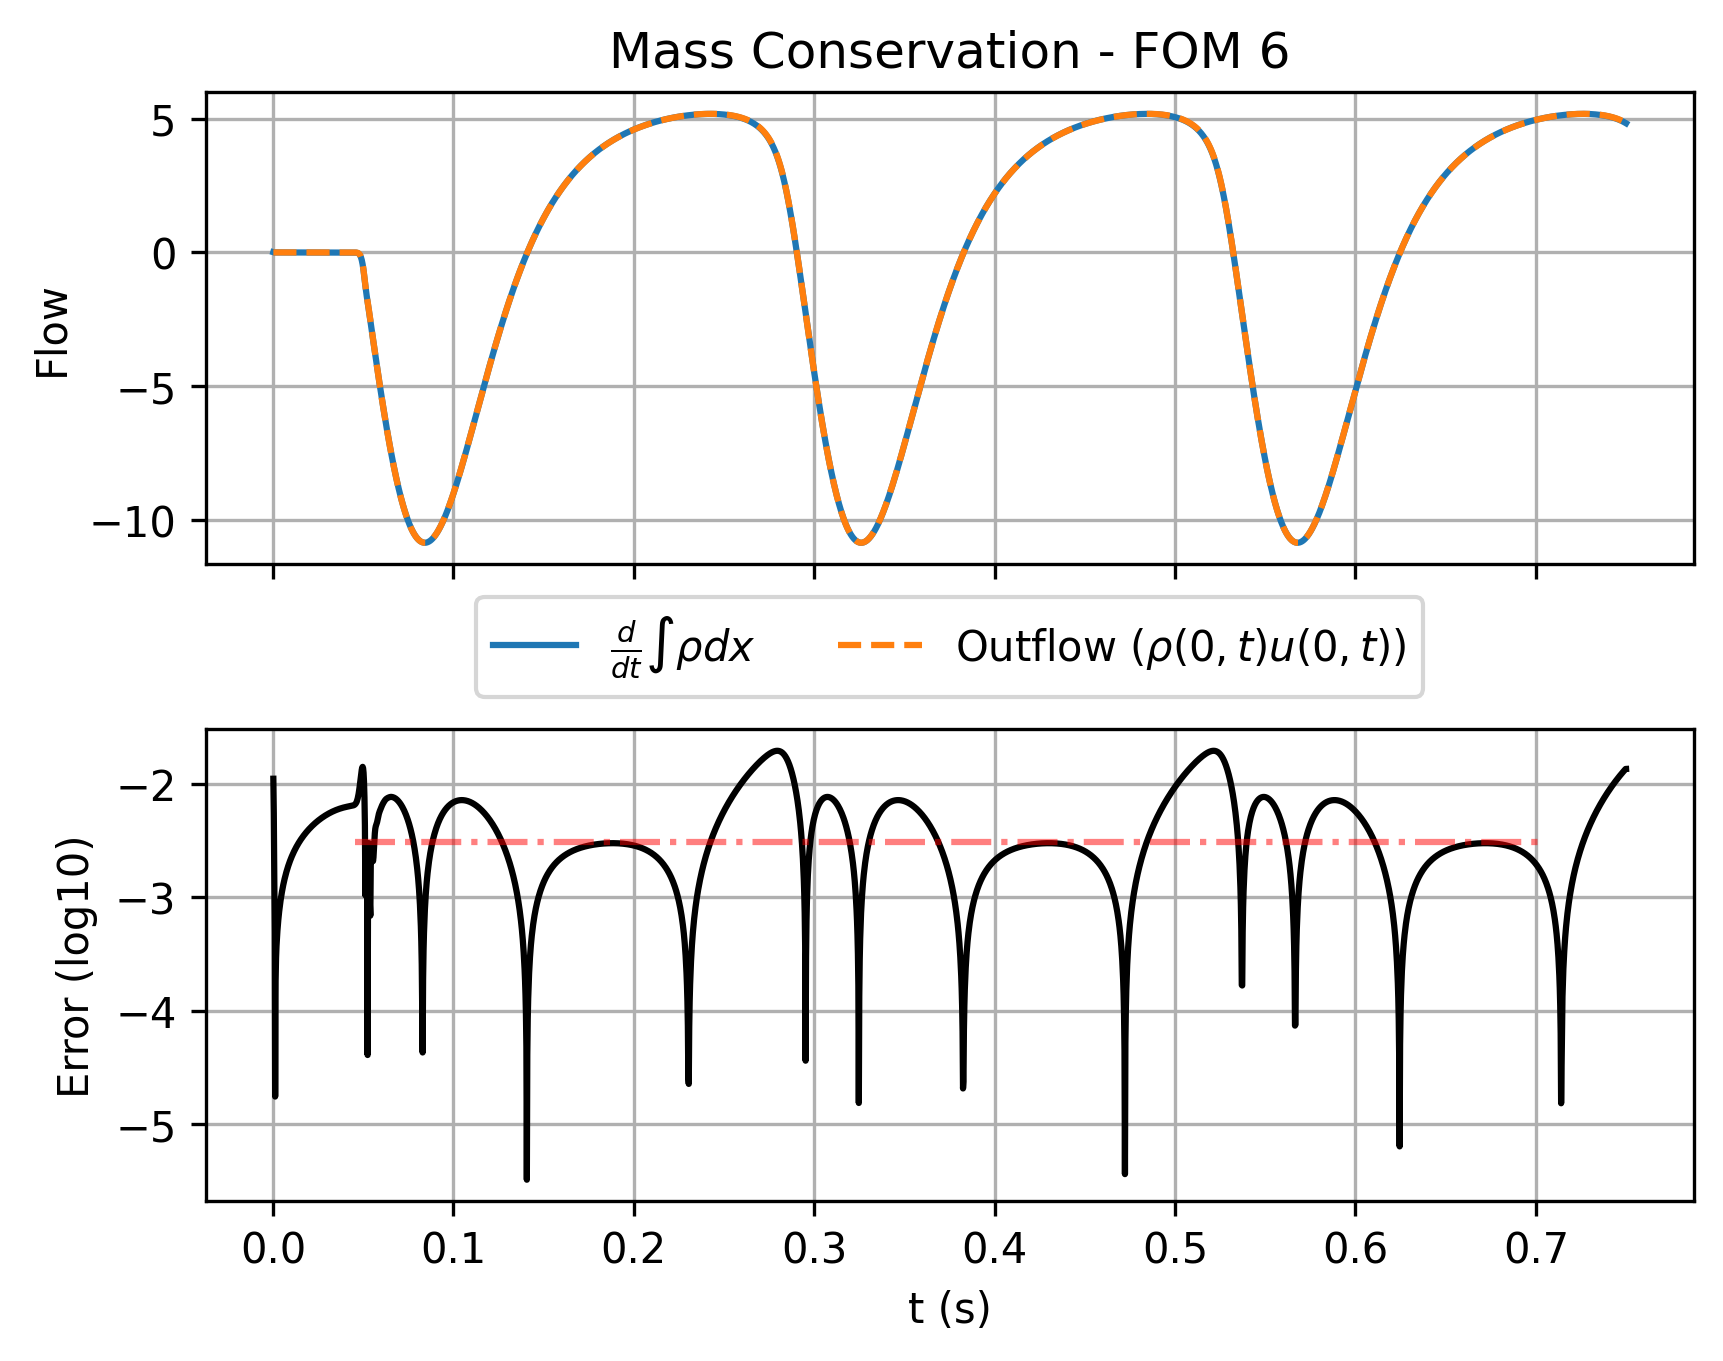 Mass Conservation - FOM 6
Flow
5
0
−5
−10
d/dt ∫ρdx
Outflow (ρ(0, t)u(0, t))
Error (log10)
−2
−3
−4
−5
0.0 0.1 0.2 0.3 0.4 0.5 0.6 0.7
t (s)